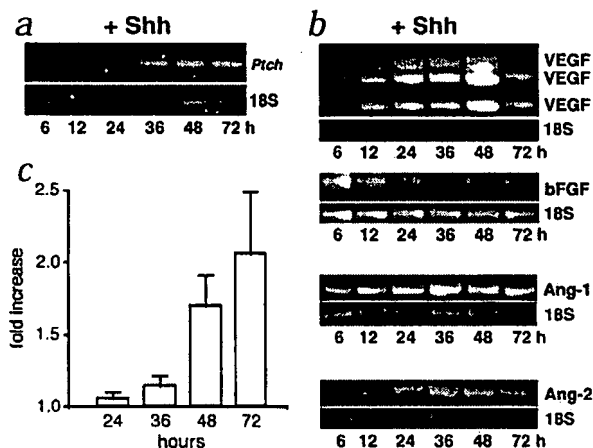 a
+ Shh
Ptch
18S
6 12 24 36 48 72 h
b
+ Shh
VEGF
VEGF
VEGF
18S
6 12 24 36 48 72 h
bFGF
18S
6 12 24 36 48 72 h
Ang-1
18S
6 12 24 36 48 72 h
Ang-2
18S
6 12 24 36 48 72 h
c
fold increase
2.5
2.0
1.5
1.0
24 36 48 72
hours